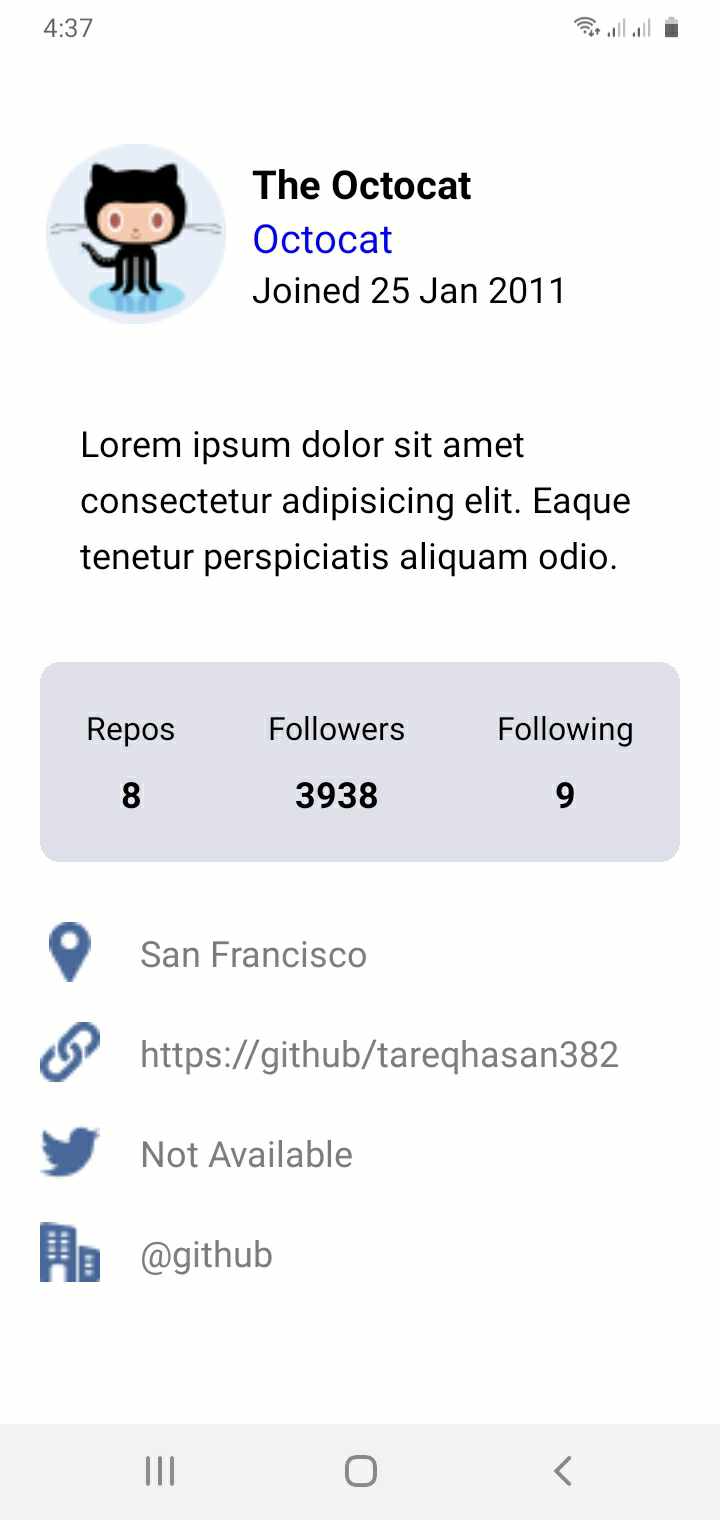 4:37
The Octocat
Octocat
Joined 25 Jan 2011
Lorem ipsum dolor sit amet
consectetur adipisicing elit. Eaque
tenetur perspiciatis aliquam odio.
Repos Followers Following
8 3938 9
San Francisco
https://github/tareqhasan382
Not Available
@github